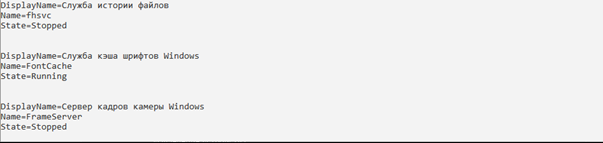 DisplayName=Служба истории файлов
Name=fhsvc
State=Stopped
DisplayName=Служба кэша шрифтов Windows
Name=FontCache
State=Running
DisplayName=Сервер кадров камеры Windows
Name=FrameServer
State=Stopped